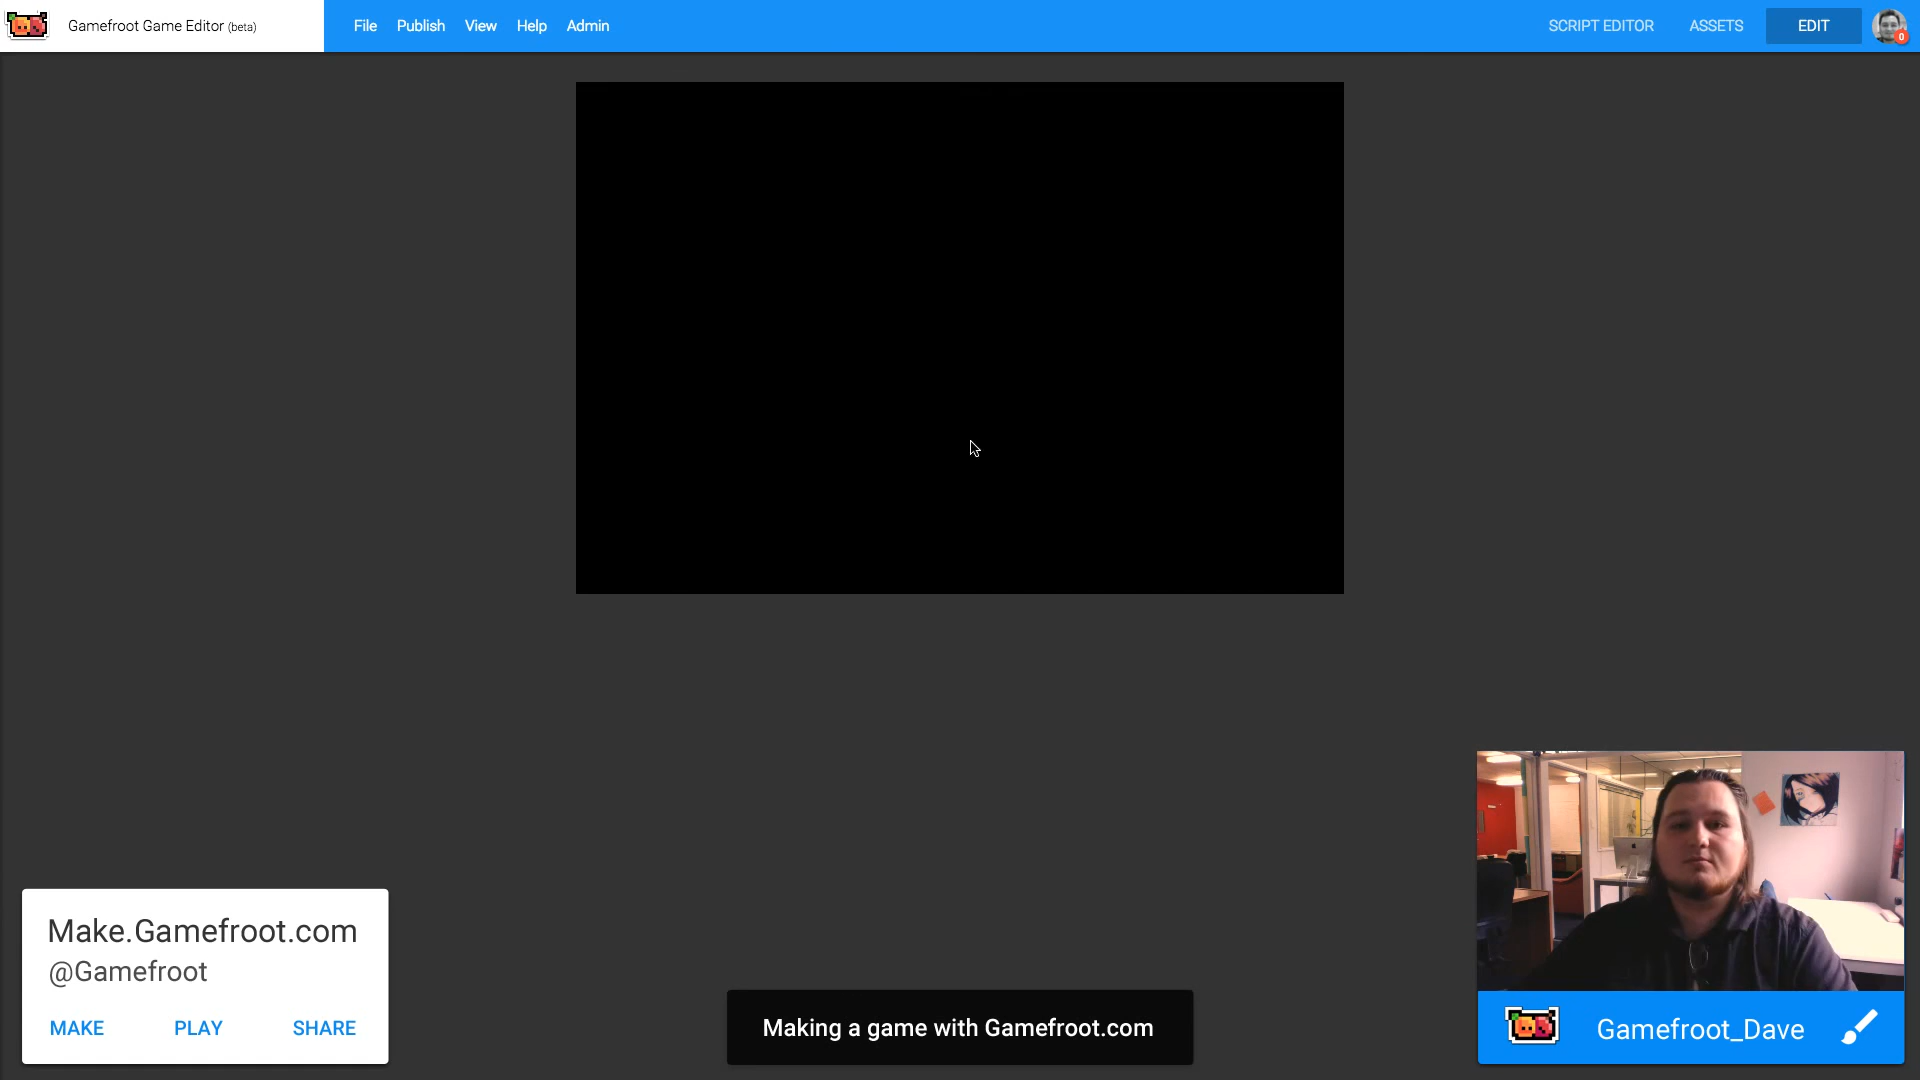 Gamefroot Game Editor (beta)
File Publish View Help Admin
SCRIPT EDITOR ASSETS EDIT
0
Make.Gamefroot.com
@Gamefroot
MAKE PLAY SHARE
Making a game with Gamefroot.com
Gamefroot_Dave